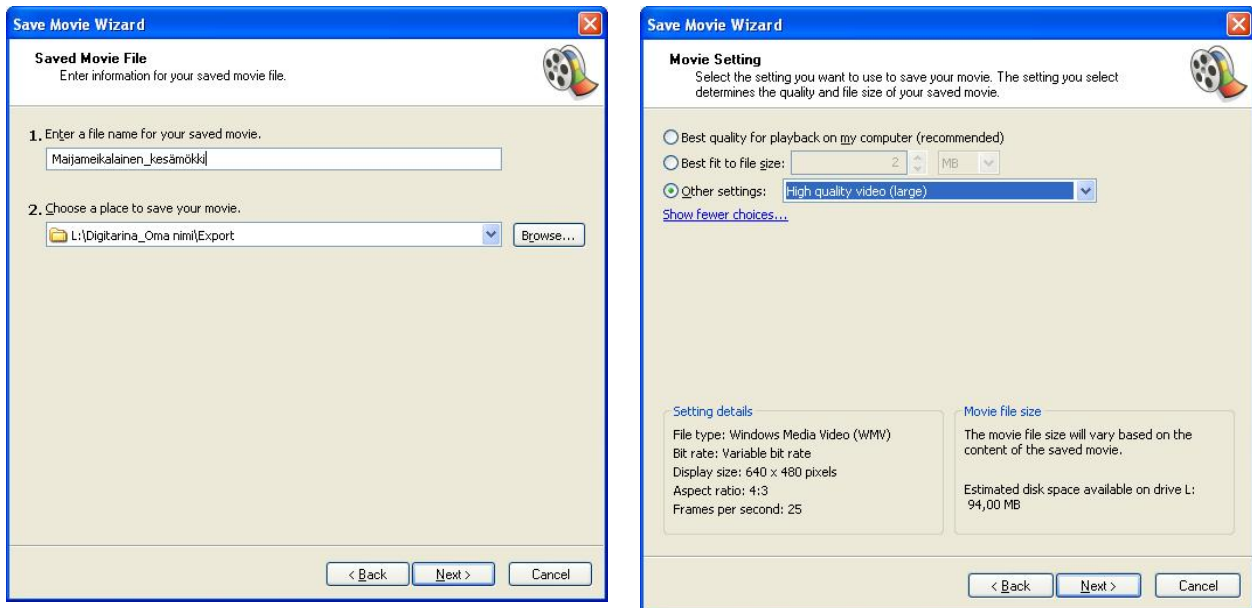 Save Movie Wizard
Saved Movie File
Enter information for your saved movie file.
1. Enter a file name for your saved movie.
Maijameikalainen_kesämökki
2. Choose a place to save your movie.
L:\Digitarina_Oma nimi\Export
Browse...
< Back
Next >
Cancel
Save Movie Wizard
Movie Setting
Select the setting you want to use to save your movie. The setting you select
determines the quality and file size of your saved movie.
Best quality for playback on my computer (recommended)
Best fit to file size: 2 MB
Other settings: High quality video (large)
Show fewer choices...
Setting details
File type: Windows Media Video (WMV)
Bit rate: Variable bit rate
Display size: 640 x 480 pixels
Aspect ratio: 4:3
Frames per second: 25
Movie file size
The movie file size will vary based on the
content of the saved movie.
Estimated disk space available on drive L:
94,00 MB
< Back
Next >
Cancel